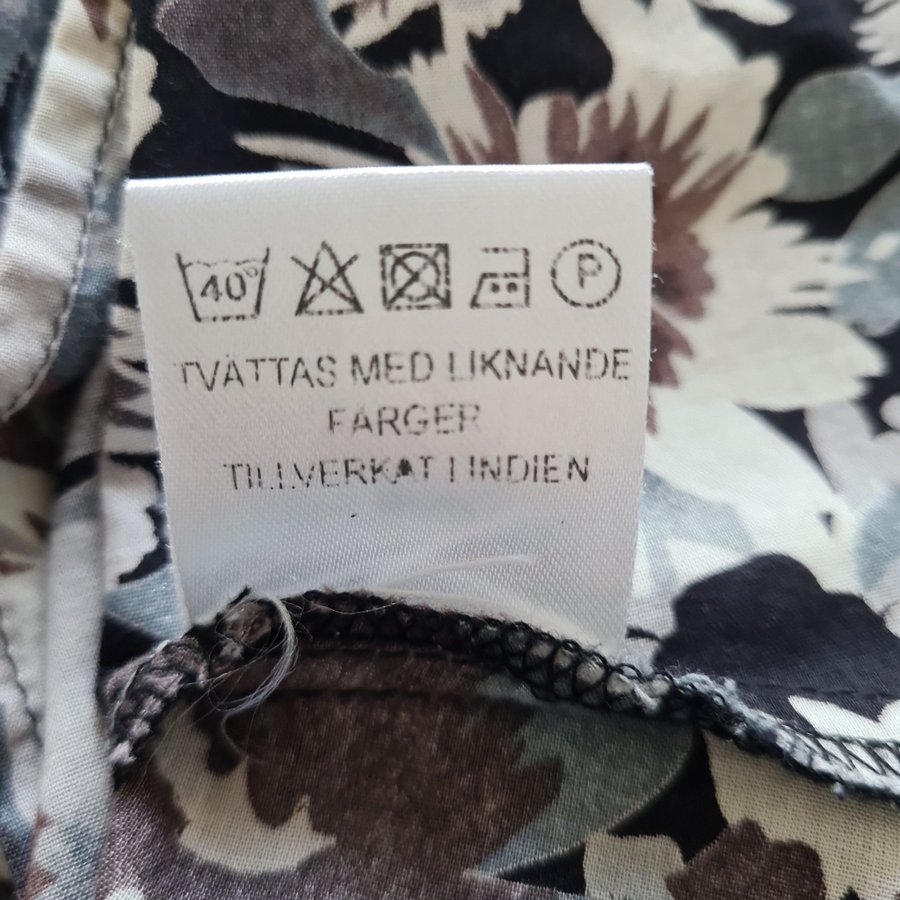 40°
P
TVÄTTAS MED LIKNANDE
FÄRGER
TILLVERKAT I INDIEN